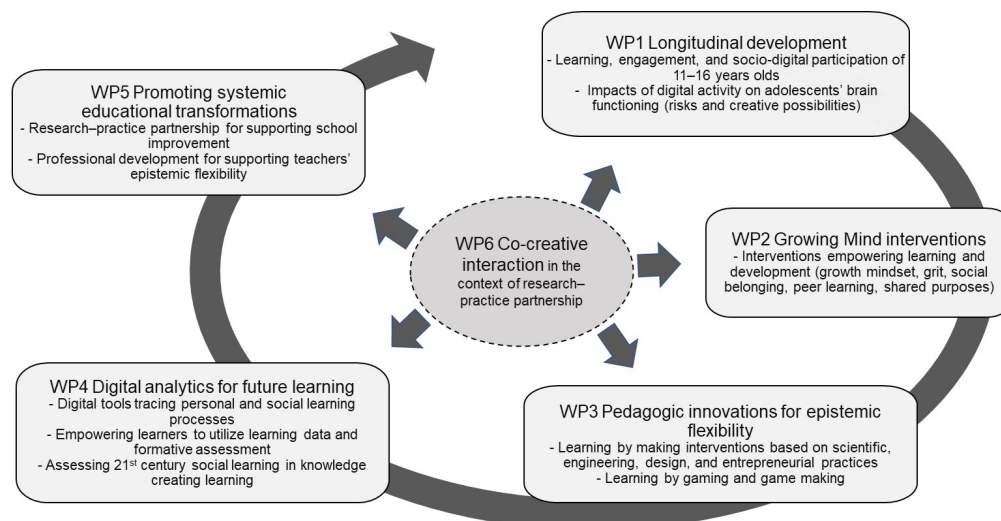 WP1 Longitudinal development
- Learning, engagement, and socio-digital participation of
11–16 years olds
- Impacts of digital activity on adolescents' brain
functioning (risks and creative possibilities)
WP2 Growing Mind interventions
- Interventions empowering learning and
development (growth mindset, grit, social
belonging, peer learning, shared purposes)
WP3 Pedagogic innovations for epistemic
flexibility
- Learning by making interventions based on scientific,
engineering, design, and entrepreneurial practices
- Learning by gaming and game making
WP4 Digital analytics for future learning
- Digital tools tracing personal and social learning
processes
- Empowering learners to utilize learning data and
formative assessment
- Assessing 21st century social learning in knowledge
creating learning
WP5 Promoting systemic
educational transformations
- Research–practice partnership for supporting school
improvement
- Professional development for supporting teachers'
epistemic flexibility
WP6 Co-creative
interaction in the
context of research–
practice partnership